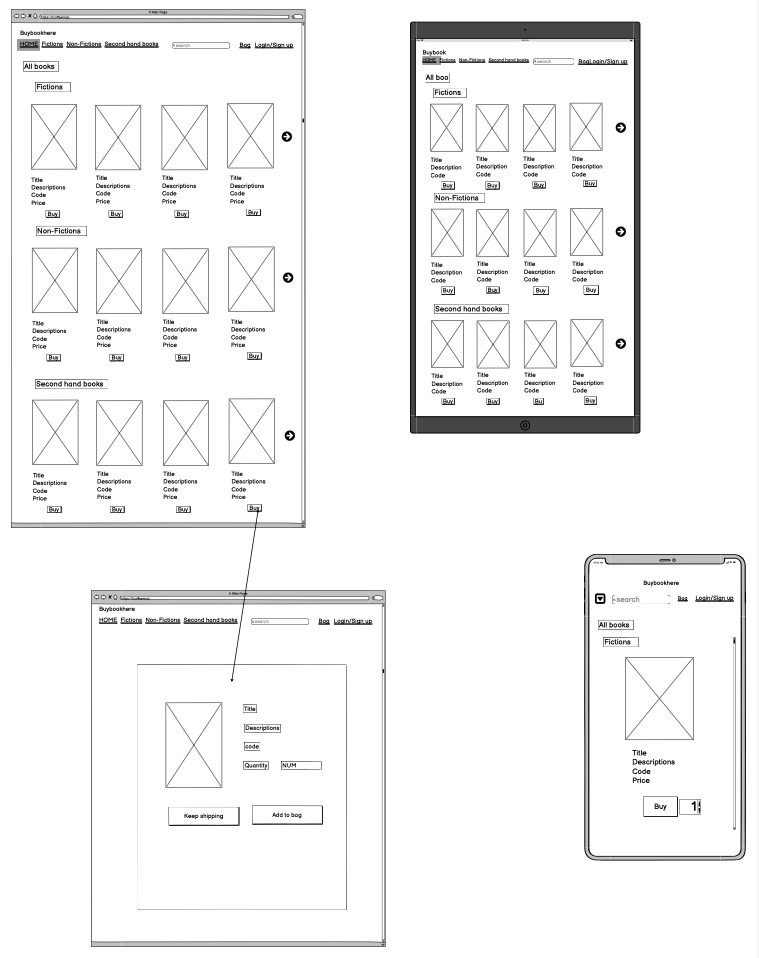 A Web Page
https://coffee.man
Buybookhere
HOME Fictions Non-Fictions Second hand books search Bag Login/Sign up
All books
Fictions
Title Title Title Title
Descriptions Descriptions Descriptions Descriptions
Code Code Code Code
Price Price Price Price
Buy Buy Buy Buy
Non-Fictions
Title Title Title Title
Descriptions Descriptions Descriptions Descriptions
Code Code Code Code
Price Price Price Price
Buy Buy Buy Buy
Second hand books
Title Title Title Title
Descriptions Descriptions Descriptions Descriptions
Code Code Code Code
Price Price Price Price
Buy Buy Buy Buy
Buybook
HOME Fictions Non-Fictions Second hand books search BagLogin/Sign up
All boo
Fictions
Title Title Title Title
Description Description Description Description
Code Code Code Code
Buy Buy Buy Buy
Non-Fictions
Title Title Title Title
Description Description Description Description
Code Code Code Code
Buy Buy Buy Buy
Second hand books
Title Title Title Title
Description Description Description Description
Code Code Code Code
Buy Buy Bu Buy
A Web Page
Buybookhere
HOME Fictions Non-Fictions Second hand books search Bag Login/Sign up
Title
Descriptions
code
Quantity NUM
Keep shipping Add to bag
Buybookhere
search Bag Login/Sign up
All books
Fictions
Title
Descriptions
Code
Price
Buy 1